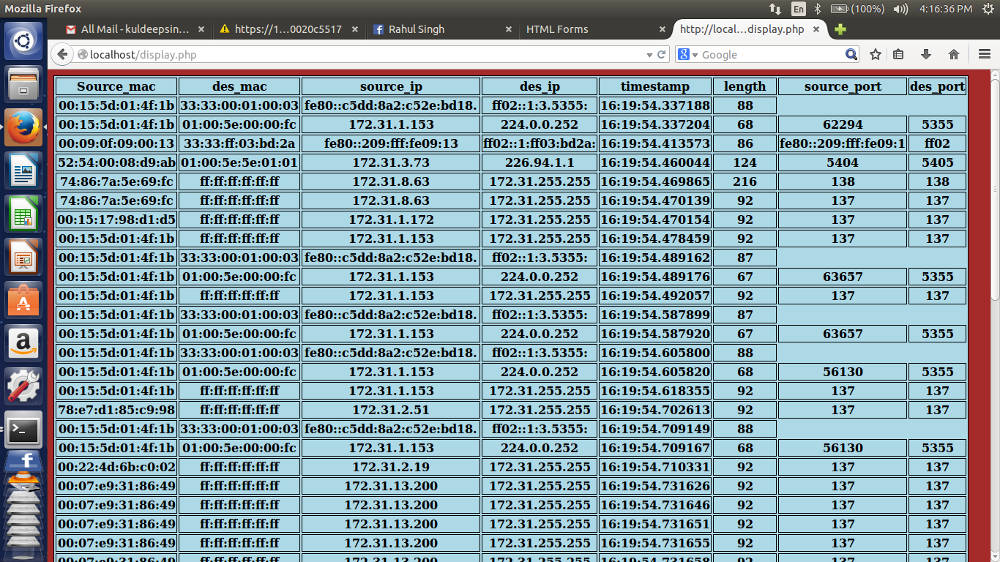 Mozilla Firefox En (100%) 4:16:36 PM
All Mail - kuldeepsin... × https://1...0020c5517 × Rahul Singh × HTML Forms × http://local...display.php ×
localhost/display.php Google
Source_mac des_mac source_ip des_ip timestamp length source_port des_port
00:15:5d:01:4f:1b 33:33:00:01:00:03 fe80::c5dd:8a2:c52e:bd18. ff02::1:3.5355: 16:19:54.337188 88
00:15:5d:01:4f:1b 01:00:5e:00:00:fc 172.31.1.153 224.0.0.252 16:19:54.337204 68 62294 5355
00:09:0f:09:00:13 33:33:ff:03:bd:2a fe80::209:fff:fe09:13 ff02::1:ff03:bd2a: 16:19:54.413573 86 fe80::209:fff:fe09:1 ff02
52:54:00:08:d9:ab 01:00:5e:5e:01:01 172.31.3.73 226.94.1.1 16:19:54.460044 124 5404 5405
74:86:7a:5e:69:fc ff:ff:ff:ff:ff:ff 172.31.8.63 172.31.255.255 16:19:54.469865 216 138 138
74:86:7a:5e:69:fc ff:ff:ff:ff:ff:ff 172.31.8.63 172.31.255.255 16:19:54.470139 92 137 137
00:15:17:98:d1:d5 ff:ff:ff:ff:ff:ff 172.31.1.172 172.31.255.255 16:19:54.470154 92 137 137
00:15:5d:01:4f:1b ff:ff:ff:ff:ff:ff 172.31.1.153 172.31.255.255 16:19:54.478459 92 137 137
00:15:5d:01:4f:1b 33:33:00:01:00:03 fe80::c5dd:8a2:c52e:bd18. ff02::1:3.5355: 16:19:54.489162 87
00:15:5d:01:4f:1b 01:00:5e:00:00:fc 172.31.1.153 224.0.0.252 16:19:54.489176 67 63657 5355
00:15:5d:01:4f:1b ff:ff:ff:ff:ff:ff 172.31.1.153 172.31.255.255 16:19:54.492057 92 137 137
00:15:5d:01:4f:1b 33:33:00:01:00:03 fe80::c5dd:8a2:c52e:bd18. ff02::1:3.5355: 16:19:54.587899 87
00:15:5d:01:4f:1b 01:00:5e:00:00:fc 172.31.1.153 224.0.0.252 16:19:54.587920 67 63657 5355
00:15:5d:01:4f:1b 33:33:00:01:00:03 fe80::c5dd:8a2:c52e:bd18. ff02::1:3.5355: 16:19:54.605800 88
00:15:5d:01:4f:1b 01:00:5e:00:00:fc 172.31.1.153 224.0.0.252 16:19:54.605820 68 56130 5355
00:15:5d:01:4f:1b ff:ff:ff:ff:ff:ff 172.31.1.153 172.31.255.255 16:19:54.618355 92 137 137
78:e7:d1:85:c9:98 ff:ff:ff:ff:ff:ff 172.31.2.51 172.31.255.255 16:19:54.702613 92 137 137
00:15:5d:01:4f:1b 33:33:00:01:00:03 fe80::c5dd:8a2:c52e:bd18. ff02::1:3.5355: 16:19:54.709149 88
00:15:5d:01:4f:1b 01:00:5e:00:00:fc 172.31.1.153 224.0.0.252 16:19:54.709167 68 56130 5355
00:22:4d:6b:c0:02 ff:ff:ff:ff:ff:ff 172.31.2.19 172.31.255.255 16:19:54.710331 92 137 137
00:07:e9:31:86:49 ff:ff:ff:ff:ff:ff 172.31.13.200 172.31.255.255 16:19:54.731626 92 137 137
00:07:e9:31:86:49 ff:ff:ff:ff:ff:ff 172.31.13.200 172.31.255.255 16:19:54.731646 92 137 137
00:07:e9:31:86:49 ff:ff:ff:ff:ff:ff 172.31.13.200 172.31.255.255 16:19:54.731651 92 137 137
00:07:e9:31:86:49 ff:ff:ff:ff:ff:ff 172.31.13.200 172.31.255.255 16:19:54.731655 92 137 137
00:07:e9:31:86:49 ff:ff:ff:ff:ff:ff 172.31.13.200 172.31.255.255 16:19:54.731658 92 137 137